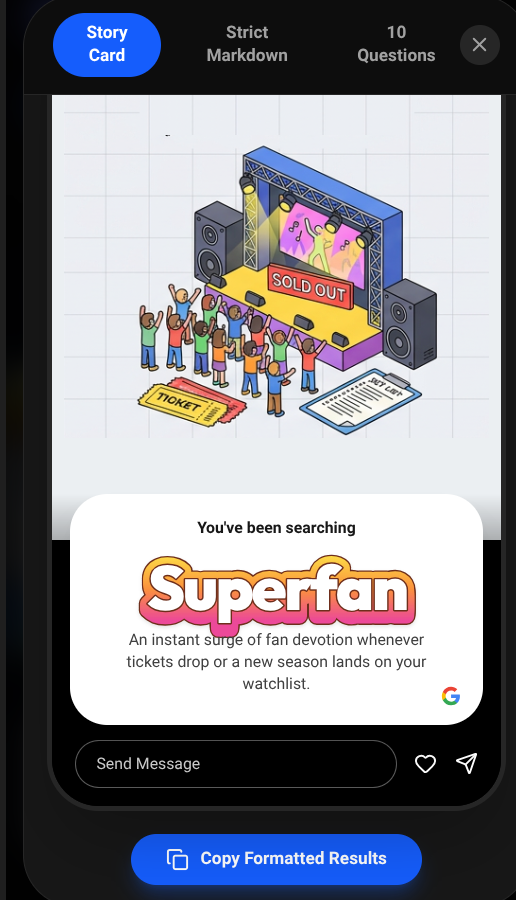 Story
Card
Strict
Markdown
10
Questions
SOLD OUT
TICKET
SET LIST
You've been searching
Superfan
An instant surge of fan devotion whenever
tickets drop or a new season lands on your
watchlist.
Send Message
Copy Formatted Results